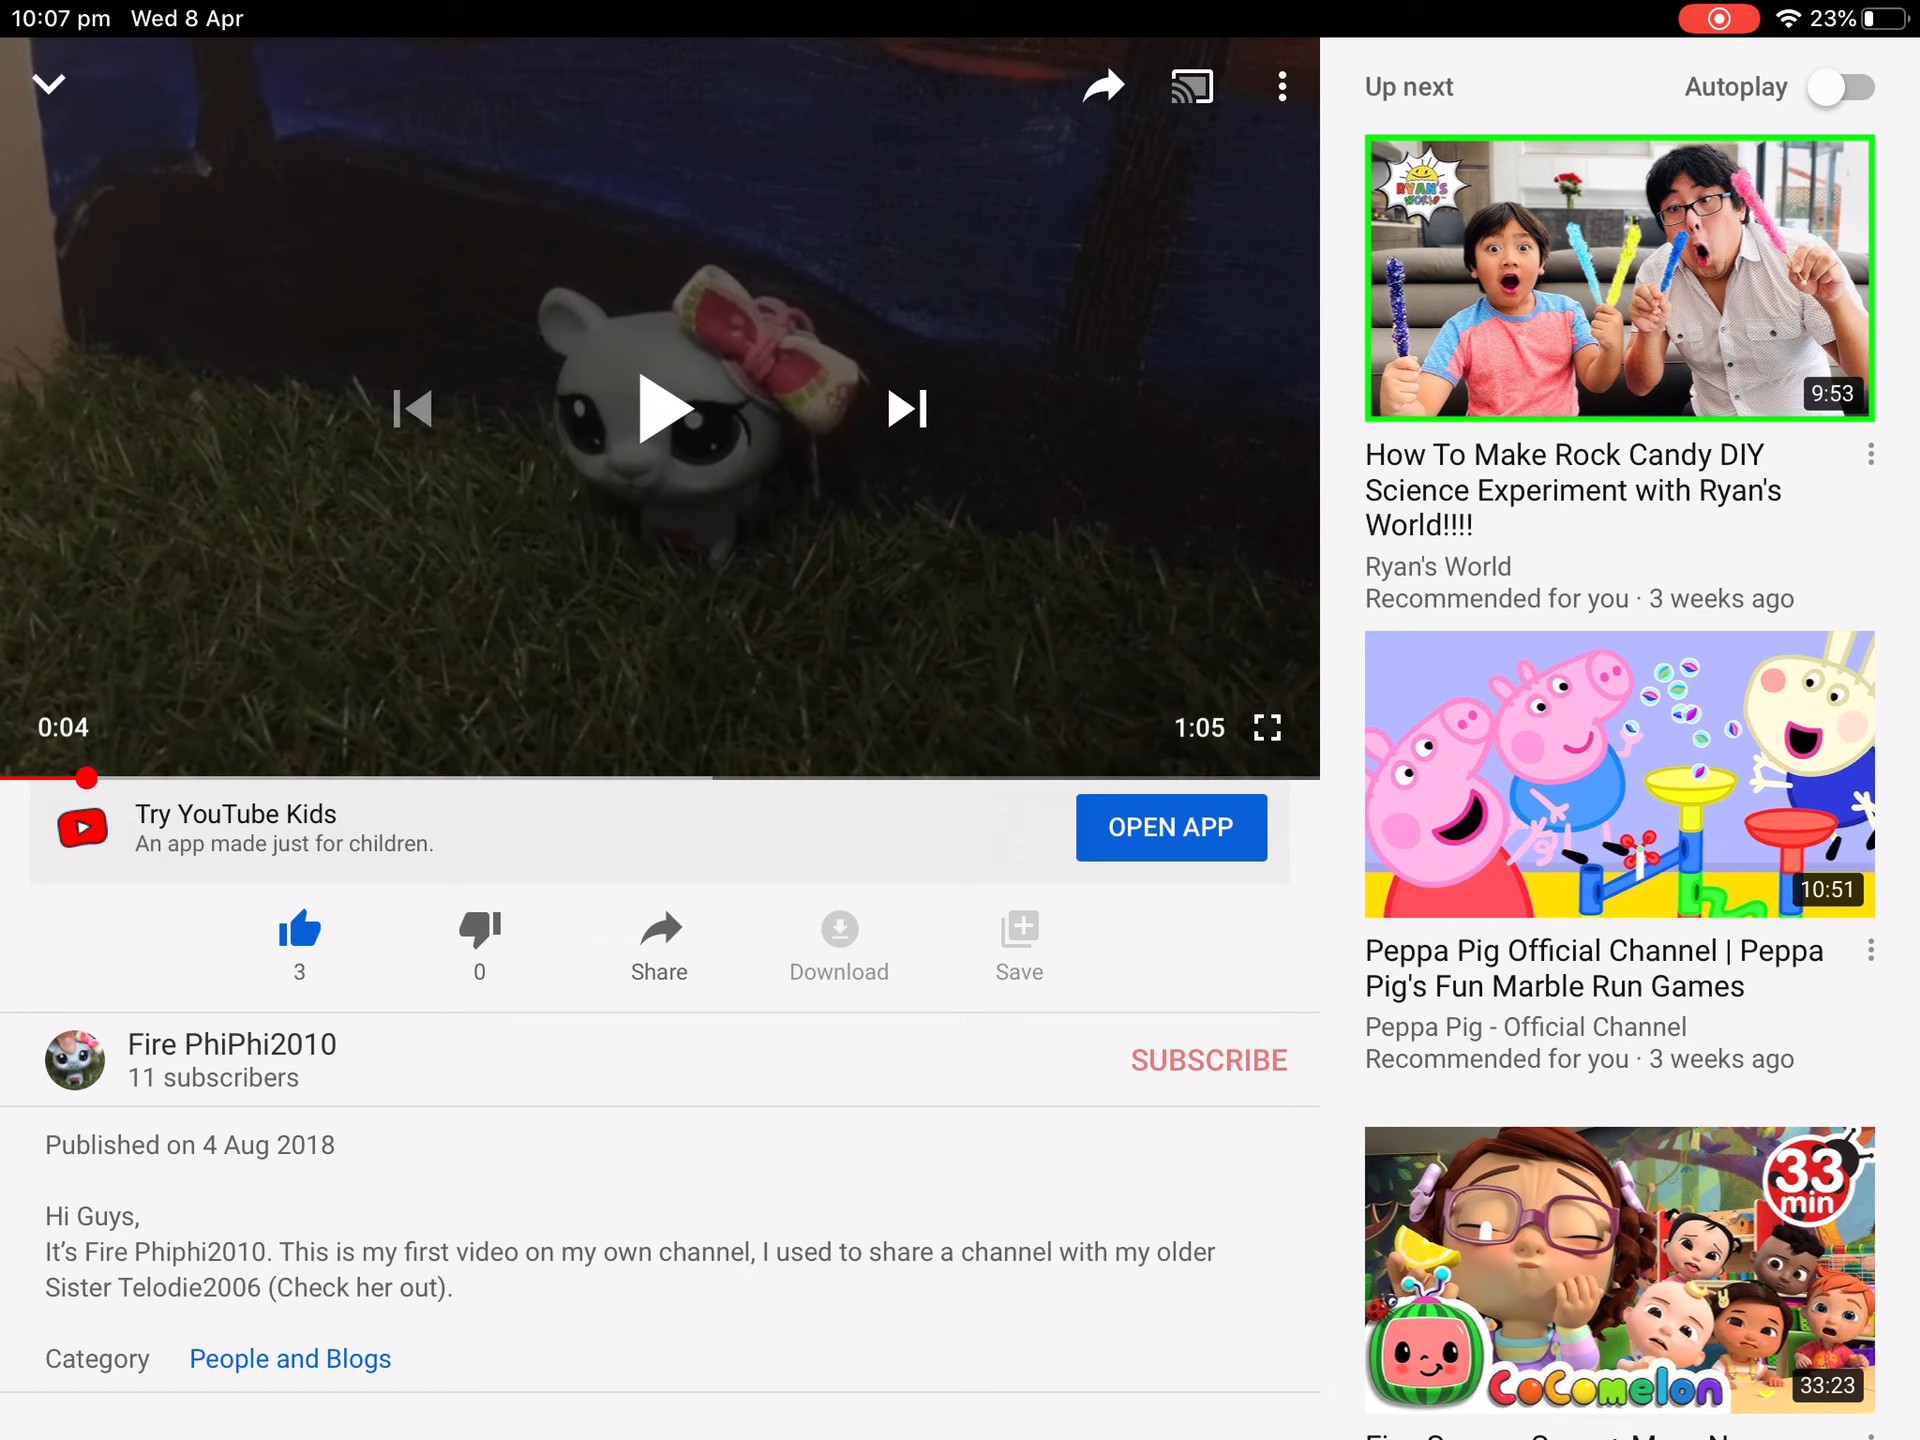 10:07 pm Wed 8 Apr
23%
Up next
Autoplay
RYAN'S
WORLD
9:53
How To Make Rock Candy DIY
Science Experiment with Ryan's
World!!!!
Ryan's World
Recommended for you · 3 weeks ago
10:51
Peppa Pig Official Channel | Peppa
Pig's Fun Marble Run Games
Peppa Pig - Official Channel
Recommended for you · 3 weeks ago
33
min
CoComelon
33:23
0:04
1:05
Try YouTube Kids
An app made just for children.
OPEN APP
3
0
Share
Download
Save
Fire PhiPhi2010
11 subscribers
SUBSCRIBE
Published on 4 Aug 2018
Hi Guys,
It’s Fire Phiphi2010. This is my first video on my own channel, I used to share a channel with my older
Sister Telodie2006 (Check her out).
Category People and Blogs